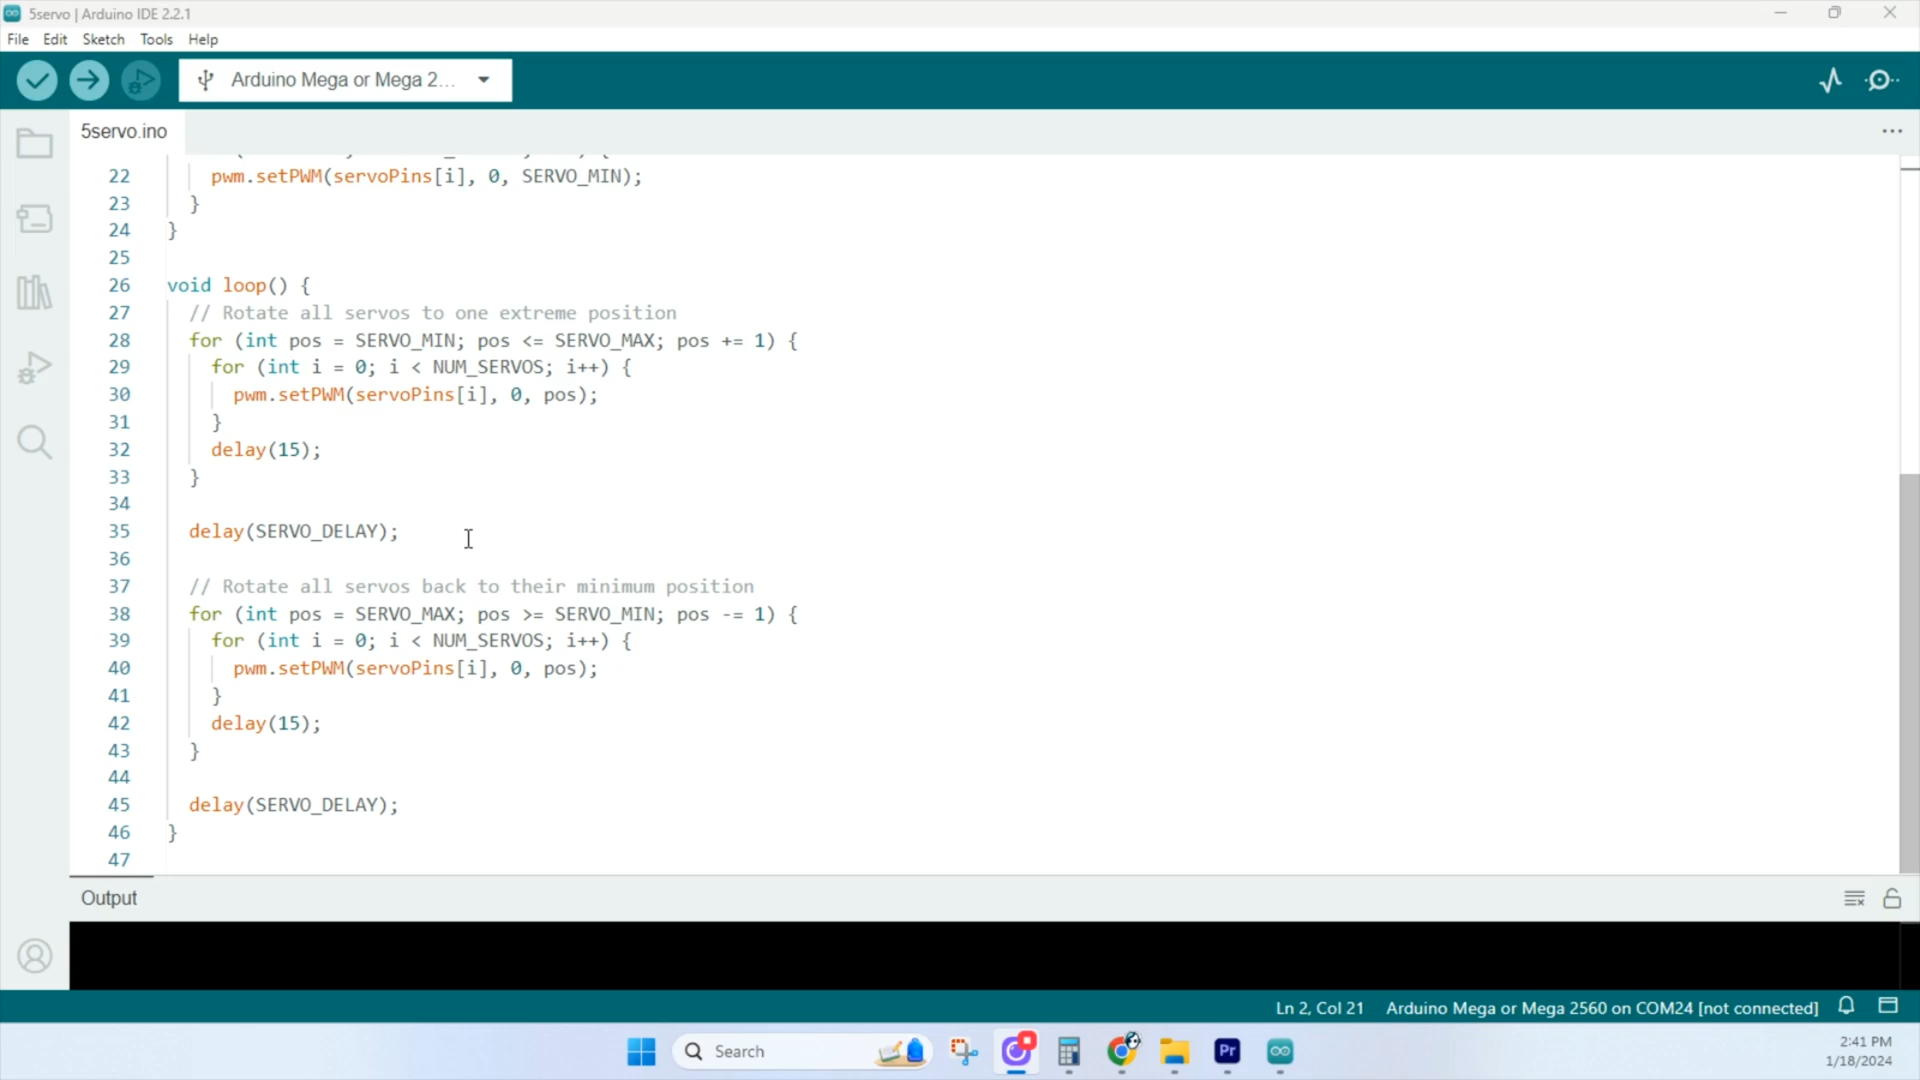 5servo | Arduino IDE 2.2.1
File Edit Sketch Tools Help
Arduino Mega or Mega 2...
5servo.ino
22 pwm.setPWM(servoPins[i], 0, SERVO_MIN);
23 }
24 }
25
26 void loop() {
27 // Rotate all servos to one extreme position
28 for (int pos = SERVO_MIN; pos <= SERVO_MAX; pos += 1) {
29 for (int i = 0; i < NUM_SERVOS; i++) {
30 pwm.setPWM(servoPins[i], 0, pos);
31 }
32 delay(15);
33 }
34
35 delay(SERVO_DELAY);
36
37 // Rotate all servos back to their minimum position
38 for (int pos = SERVO_MAX; pos >= SERVO_MIN; pos -= 1) {
39 for (int i = 0; i < NUM_SERVOS; i++) {
40 pwm.setPWM(servoPins[i], 0, pos);
41 }
42 delay(15);
43 }
44
45 delay(SERVO_DELAY);
46 }
47
Output
Ln 2, Col 21 Arduino Mega or Mega 2560 on COM24 [not connected]
Search
Pr
2:41 PM
1/18/2024